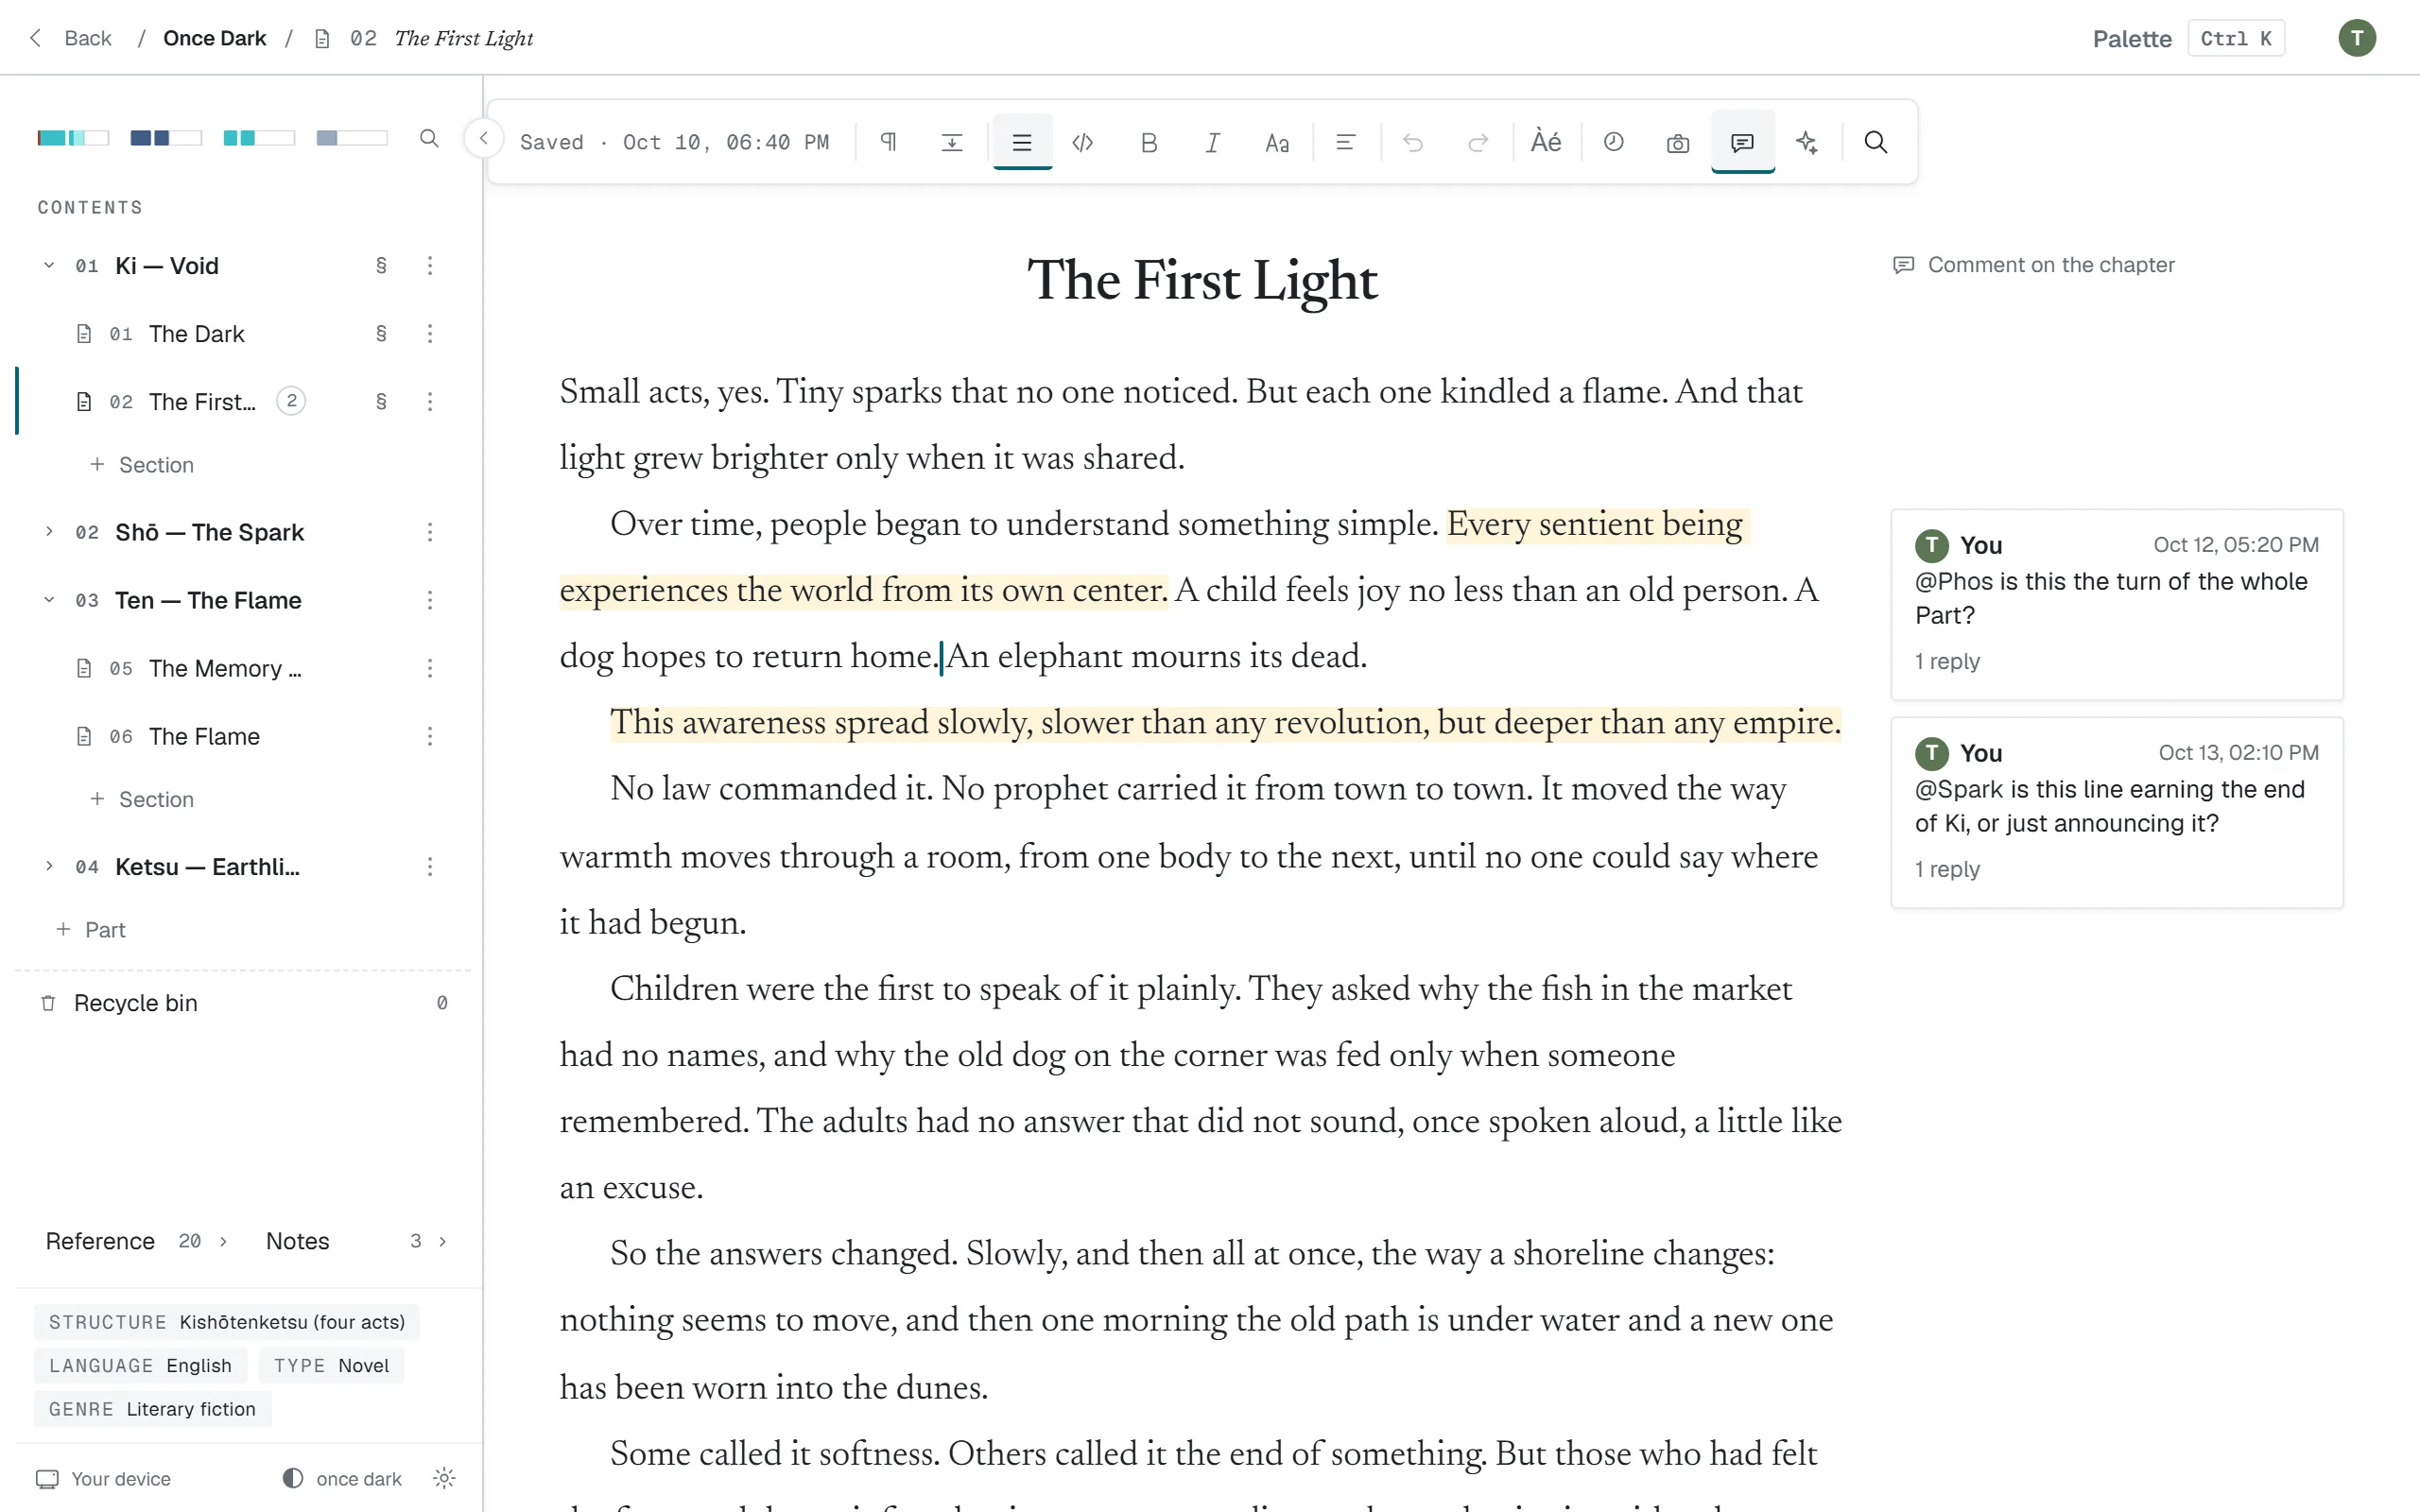 Back / Once Dark / 02 The First Light
Palette Ctrl K T
Saved · Oct 10, 06:40 PM B I Aa Àé
CONTENTS
01 Ki — Void §
01 The Dark §
02 The First... 2 §
+ Section
02 Shō — The Spark
03 Ten — The Flame
05 The Memory ...
06 The Flame
+ Section
04 Ketsu — Earthli...
+ Part
Recycle bin 0
Reference 20 Notes 3
STRUCTURE Kishōtenketsu (four acts)
LANGUAGE English TYPE Novel
GENRE Literary fiction
Your device once dark
The First Light
Small acts, yes. Tiny sparks that no one noticed. But each one kindled a flame. And that
light grew brighter only when it was shared.
Over time, people began to understand something simple. Every sentient being
experiences the world from its own center. A child feels joy no less than an old person. A
dog hopes to return home. An elephant mourns its dead.
This awareness spread slowly, slower than any revolution, but deeper than any empire.
No law commanded it. No prophet carried it from town to town. It moved the way
warmth moves through a room, from one body to the next, until no one could say where
it had begun.
Children were the first to speak of it plainly. They asked why the fish in the market
had no names, and why the old dog on the corner was fed only when someone
remembered. The adults had no answer that did not sound, once spoken aloud, a little like
an excuse.
So the answers changed. Slowly, and then all at once, the way a shoreline changes:
nothing seems to move, and then one morning the old path is under water and a new one
has been worn into the dunes.
Some called it softness. Others called it the end of something. But those who had felt
Comment on the chapter
T You Oct 12, 05:20 PM
@Phos is this the turn of the whole
Part?
1 reply
T You Oct 13, 02:10 PM
@Spark is this line earning the end
of Ki, or just announcing it?
1 reply